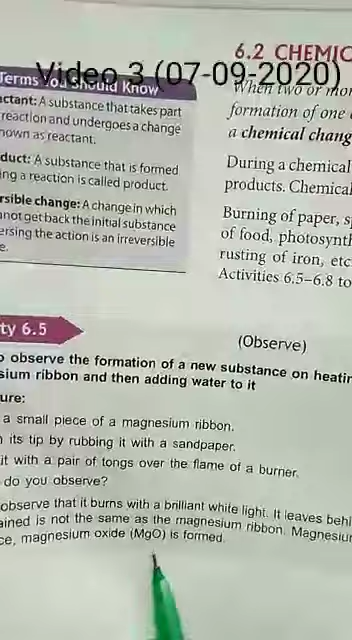 Video 3 (07-09-2020)
Terms You Should Know
actant: A substance that takes part
reaction and undergoes a change
nown as reactant.
duct: A substance that is formed
ing a reaction is called product.
rsible change: A change in which
not get back the initial substance
ersing the action is an irreversible
e.
6.2 CHEMIC
When two or mor
formation of one
a chemical chang
During a chemical
products. Chemical
Burning of paper, sp
of food, photosynth
rusting of iron, etc
Activities 6.5–6.8 to
ty 6.5
(Observe)
o observe the formation of a new substance on heatin
sium ribbon and then adding water to it
ure:
a small piece of a magnesium ribbon.
n its tip by rubbing it with a sandpaper.
it with a pair of tongs over the flame of a burner.
do you observe?
observe that it burns with a brilliant white light. It leaves behi
ained is not the same as the magnesium ribbon. Magnesiur
ce, magnesium oxide (MgO) is formed.